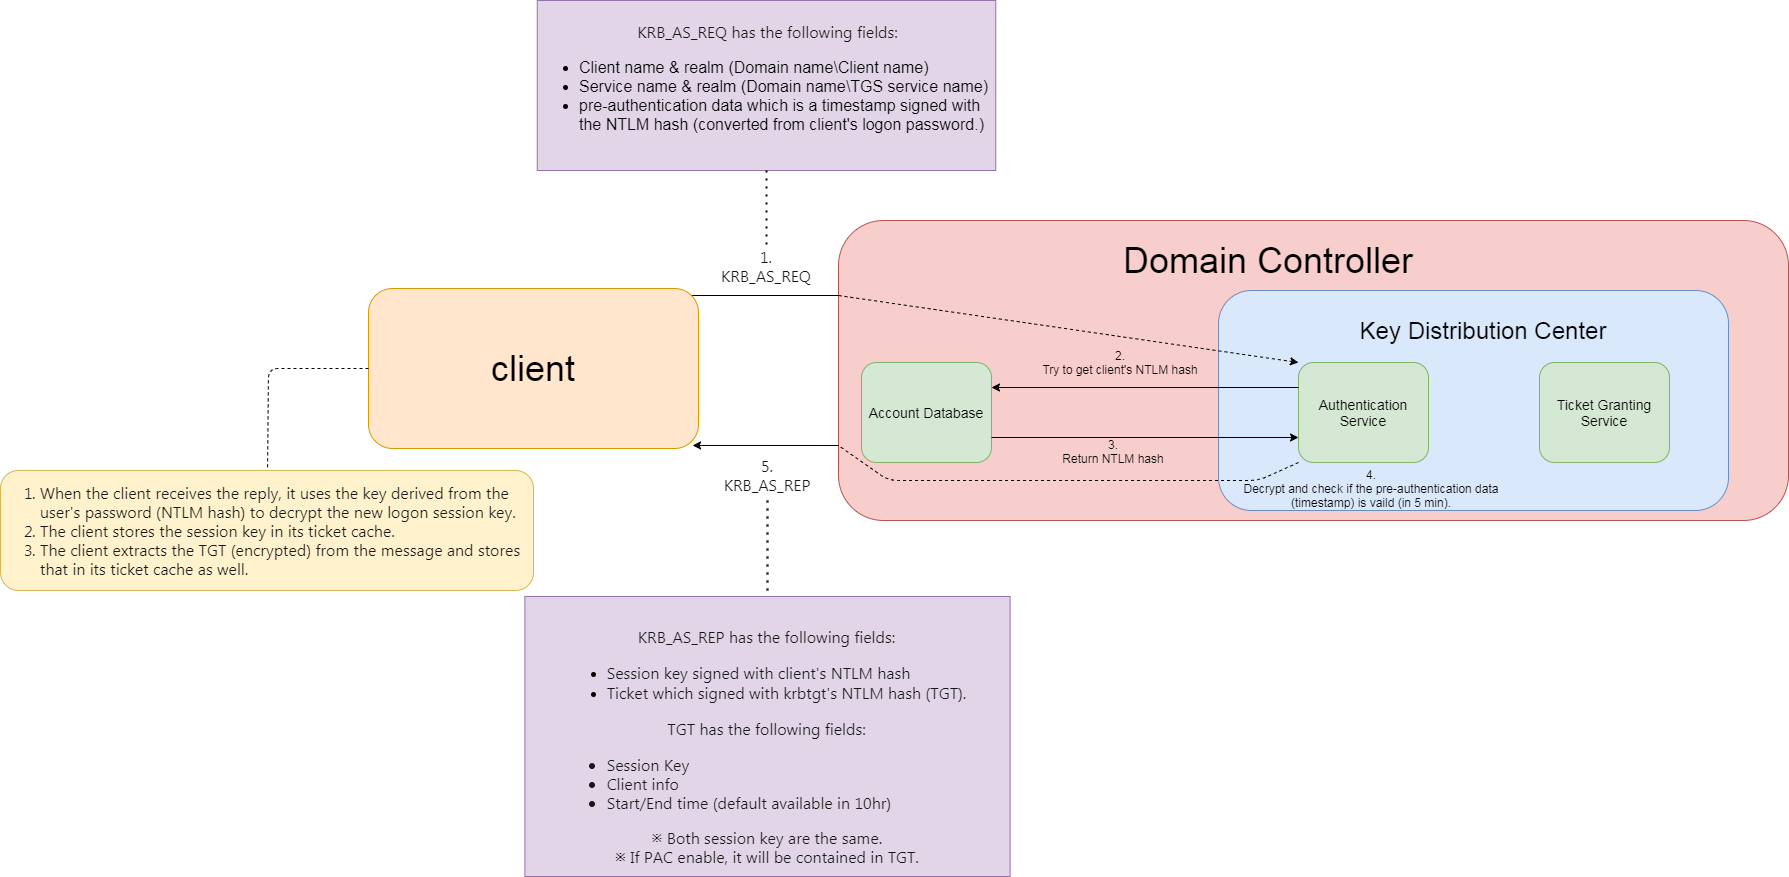 KRB_AS_REQ has the following fields:
• Client name & realm (Domain name\Client name)
• Service name & realm (Domain name\TGS service name)
• pre-authentication data which is a timestamp signed with
the NTLM hash (converted from client's logon password.)
1.
KRB_AS_REQ
Domain Controller
Key Distribution Center
client
2.
Try to get client's NTLM hash
Account Database
Authentication
Service
Ticket Granting
Service
3.
Return NTLM hash
4.
Decrypt and check if the pre-authentication data
(timestamp) is vaild (in 5 min).
5.
KRB_AS_REP
1. When the client receives the reply, it uses the key derived from the
user's password (NTLM hash) to decrypt the new logon session key.
2. The client stores the session key in its ticket cache.
3. The client extracts the TGT (encrypted) from the message and stores
that in its ticket cache as well.
KRB_AS_REP has the following fields:
• Session key signed with client's NTLM hash
• Ticket which signed with krbtgt's NTLM hash (TGT).
TGT has the following fields:
• Session Key
• Client info
• Start/End time (default available in 10hr)
※ Both session key are the same.
※ If PAC enable, it will be contained in TGT.